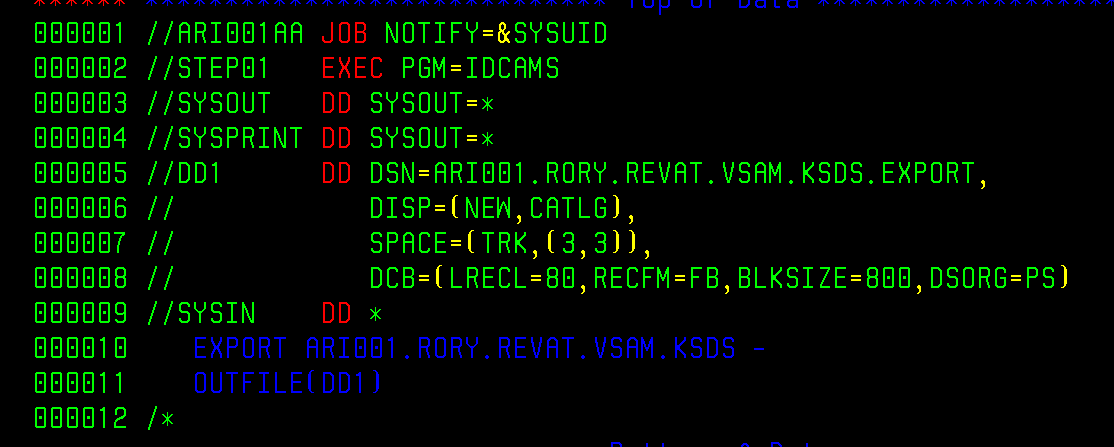 ****** ***************************** Top of Data ******************
000001 //ARI001AA JOB NOTIFY=&SYSUID
000002 //STEP01   EXEC PGM=IDCAMS
000003 //SYSOUT   DD SYSOUT=*
000004 //SYSPRINT DD SYSOUT=*
000005 //DD1      DD DSN=ARI001.RORY.REVAT.VSAM.KSDS.EXPORT,
000006 //            DISP=(NEW,CATLG),
000007 //            SPACE=(TRK,(3,3)),
000008 //            DCB=(LRECL=80,RECFM=FB,BLKSIZE=800,DSORG=PS)
000009 //SYSIN    DD *
000010    EXPORT ARI001.RORY.REVAT.VSAM.KSDS -
000011    OUTFILE(DD1)
000012 /*